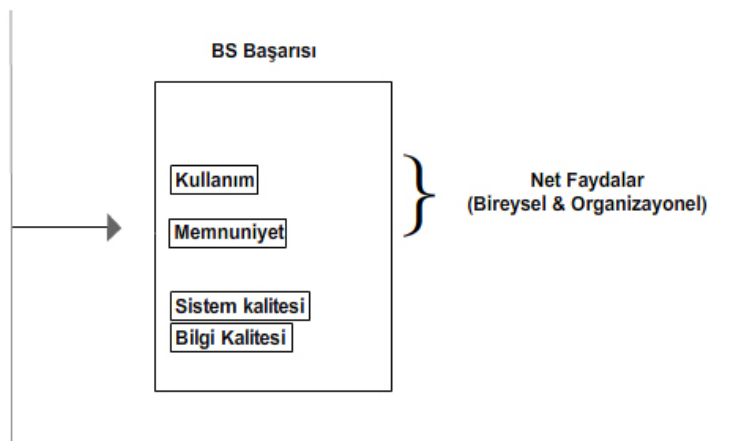 BS Başarısı
Kullanım
Memnuniyet
Sistem kalitesi
Bilgi Kalitesi
Net Faydalar
(Bireysel & Organizayonel)